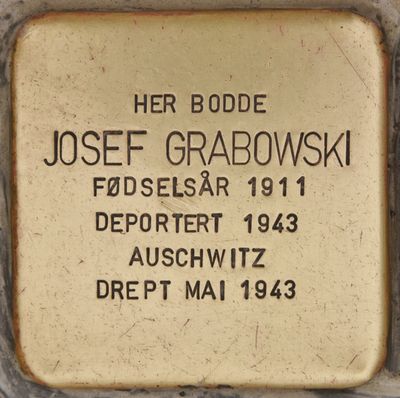 HER BODDE
JOSEF GRABOWSKI
FØDSELSÅR 1911
DEPORTERT 1943
AUSCHWITZ
DREPT MAI 1943